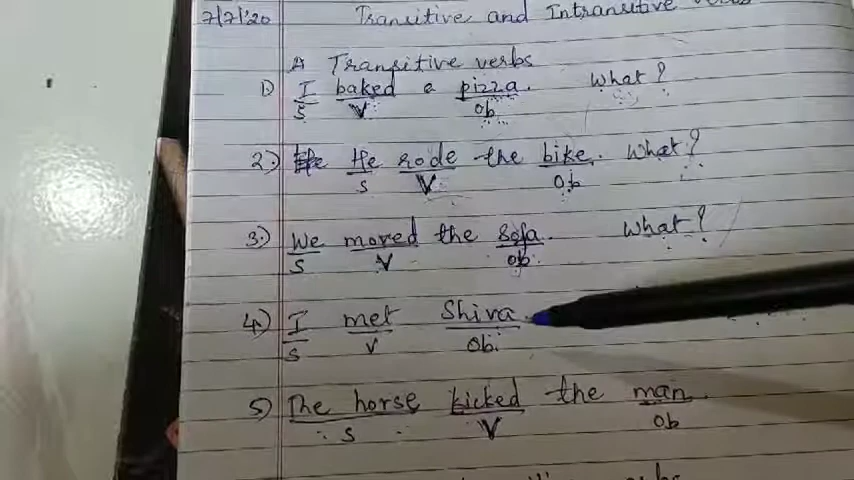 7/7/'20 Transitive and Intransitive verbs
Transitive verbs
1) I baked a pizza. What?
S V Ob
2) He rode the bike. What?
S V Ob
3) We moved the sofa. What?
S V Ob
4) I met Shiva
S V Ob
5) The horse kicked the man.
S V Ob